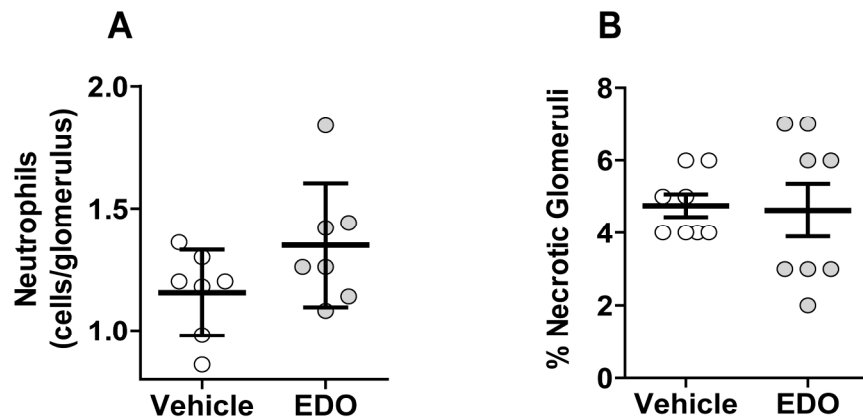 A
Neutrophils
(cells/glomerulus)
2.0
1.5
1.0
Vehicle
EDO
B
% Necrotic Glomeruli
8
6
4
2
0
Vehicle
EDO